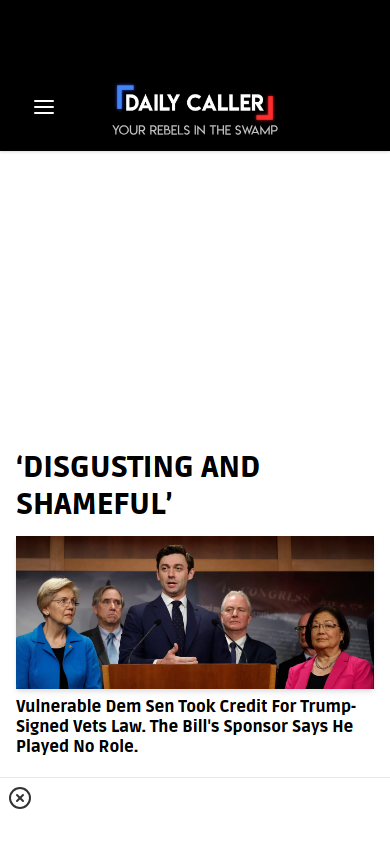 DAILY CALLER
YOUR REBELS IN THE SWAMP
‘DISGUSTING AND
SHAMEFUL’
Vulnerable Dem Sen Took Credit For Trump-
Signed Vets Law. The Bill's Sponsor Says He
Played No Role.